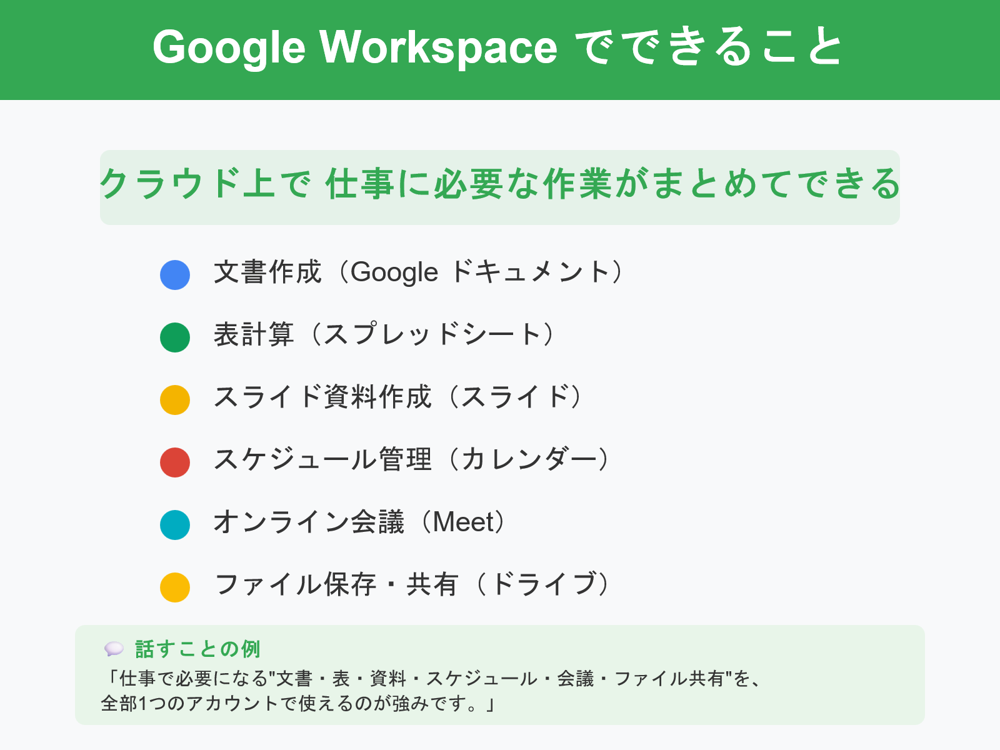 Google Workspace でできること
クラウド上で 仕事に必要な作業がまとめてできる
文書作成（Google ドキュメント）
表計算（スプレッドシート）
スライド資料作成（スライド）
スケジュール管理（カレンダー）
オンライン会議（Meet）
ファイル保存・共有（ドライブ）
💬 話すことの例
「仕事で必要になる"文書・表・資料・スケジュール・会議・ファイル共有"を、
全部1つのアカウントで使えるのが強みです。」